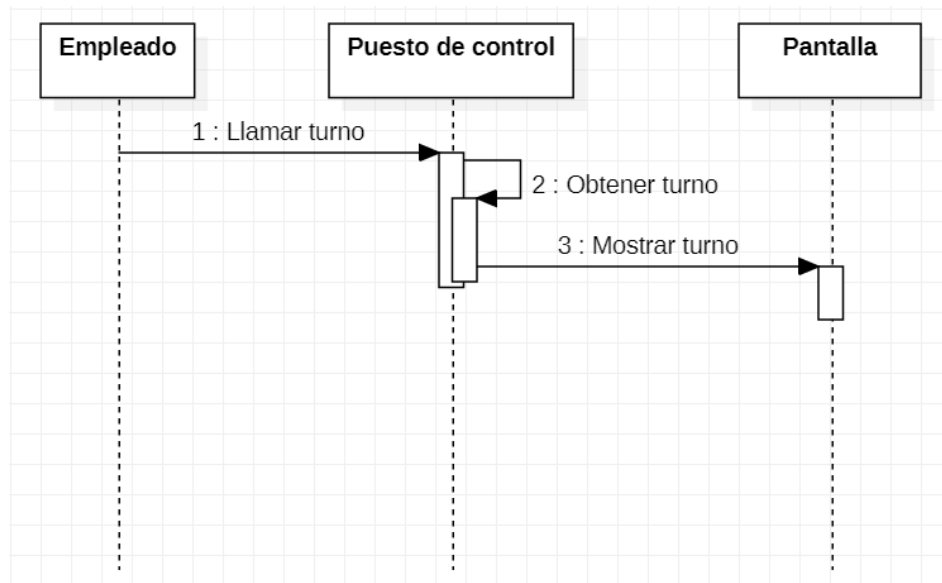 Empleado
Puesto de control
Pantalla
1 : Llamar turno
2 : Obtener turno
3 : Mostrar turno